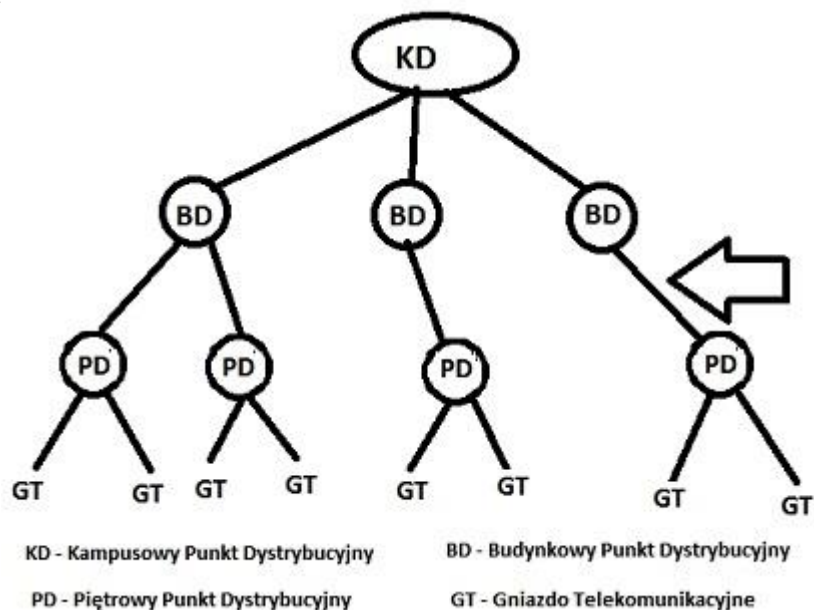 KD
BD BD BD
PD PD PD PD
GT GT GT GT GT GT GT GT
KD - Kampusowy Punkt Dystrybucyjny BD - Budynkowy Punkt Dystrybucyjny
PD - Piętrowy Punkt Dystrybucyjny GT - Gniazdo Telekomunikacyjne